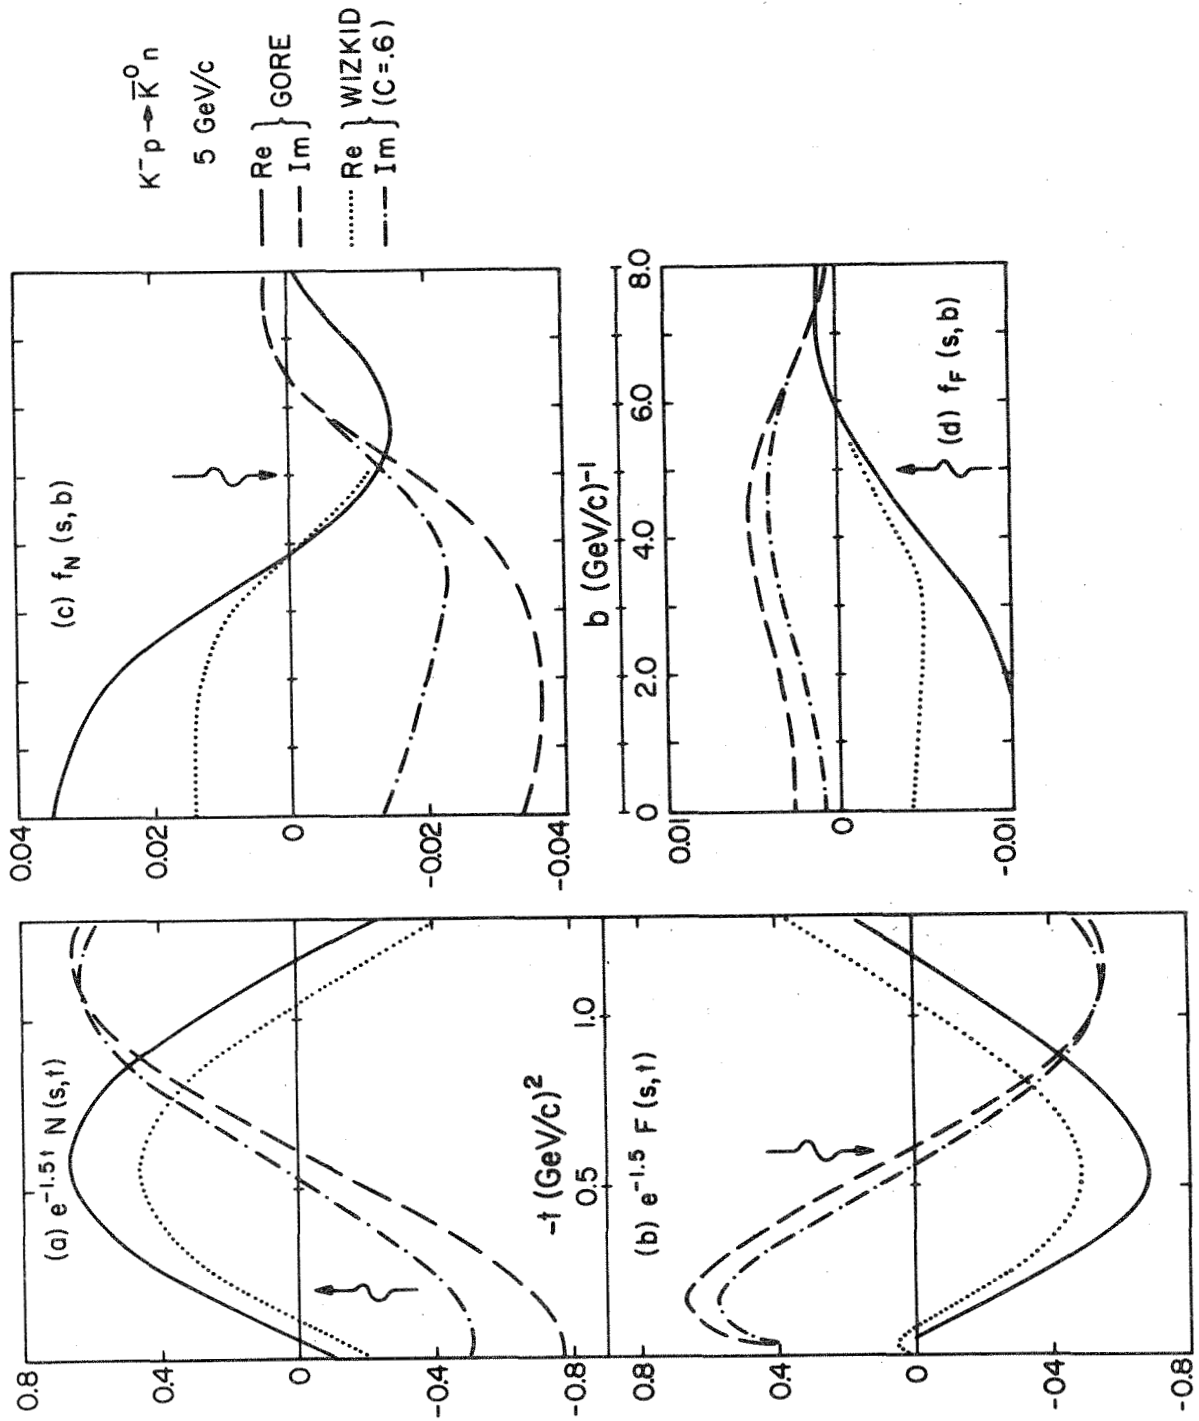 K⁻p → K̄⁰n
5 GeV/c
— Re } GORE
– – Im }
······ Re } WIZKID
–·– Im } (C=.6)
(a) e⁻¹·⁵ᵗ N (s,t)
0.8
0.4
0
-0.4
-0.8
-t (GeV/c)²
0.5
1.0
(b) e⁻¹·⁵ F (s,t)
0.8
0.4
0
-04
-0.8
(c) f_N (s,b)
0.04
0.02
0
-0.02
-0.04
b (GeV/c)⁻¹
0
2.0
4.0
6.0
8.0
(d) f_F (s,b)
0.01
0
-0.01